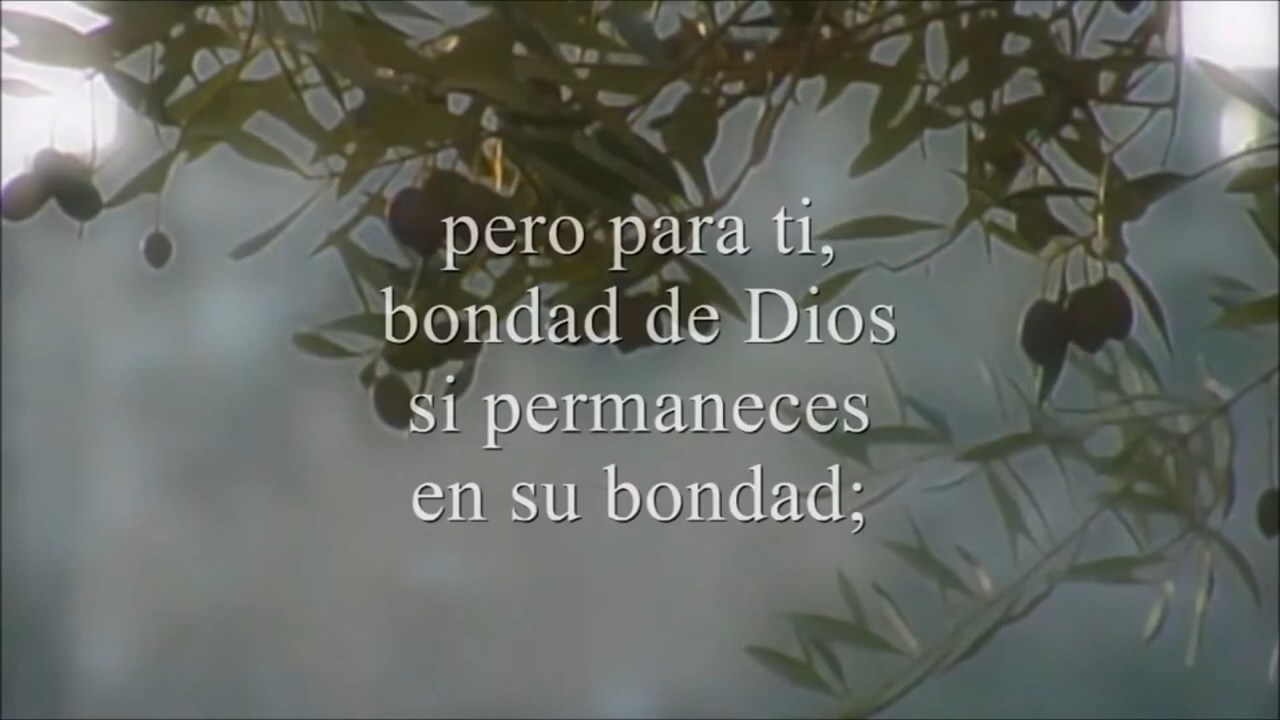 pero para ti,
bondad de Dios
si permaneces
en su bondad;